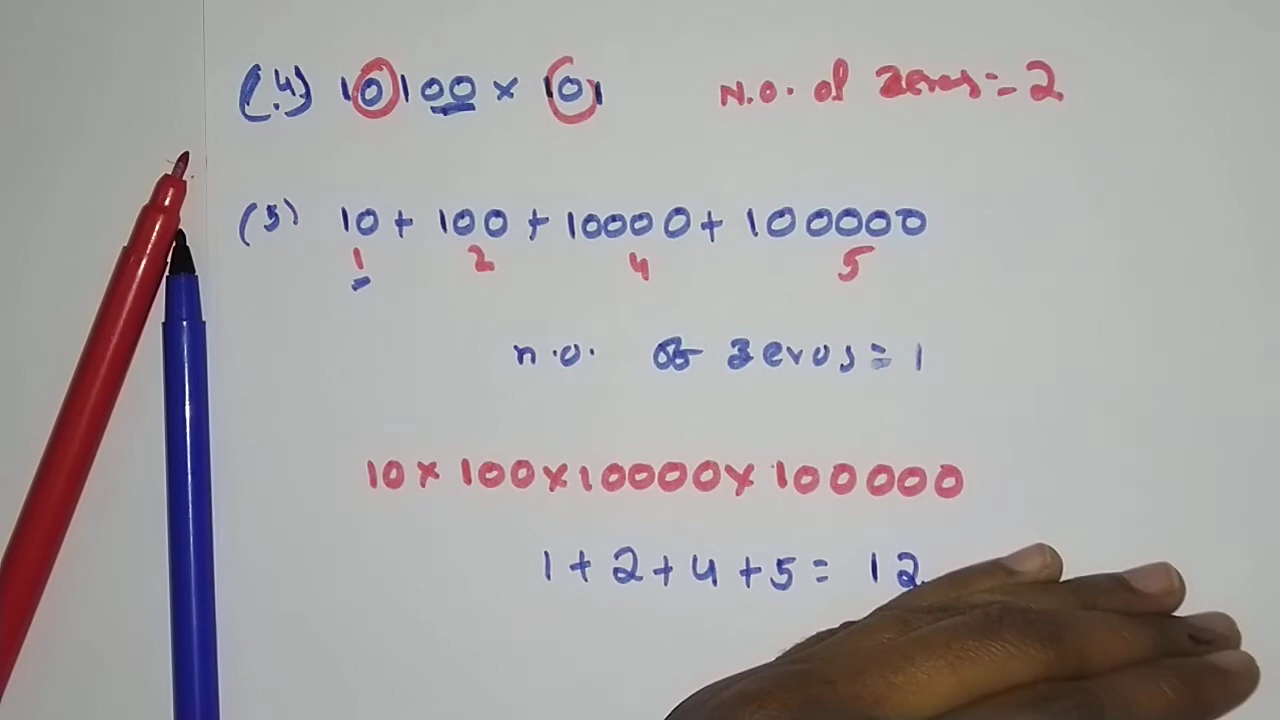 (4) 10100 × 101 N.O. of zeros = 2
(5) 10 + 100 + 10000 + 100000
1 2 4 5
n.o. of zeros = 1
10 × 100 × 10000 × 100000
1 + 2 + 4 + 5 = 12